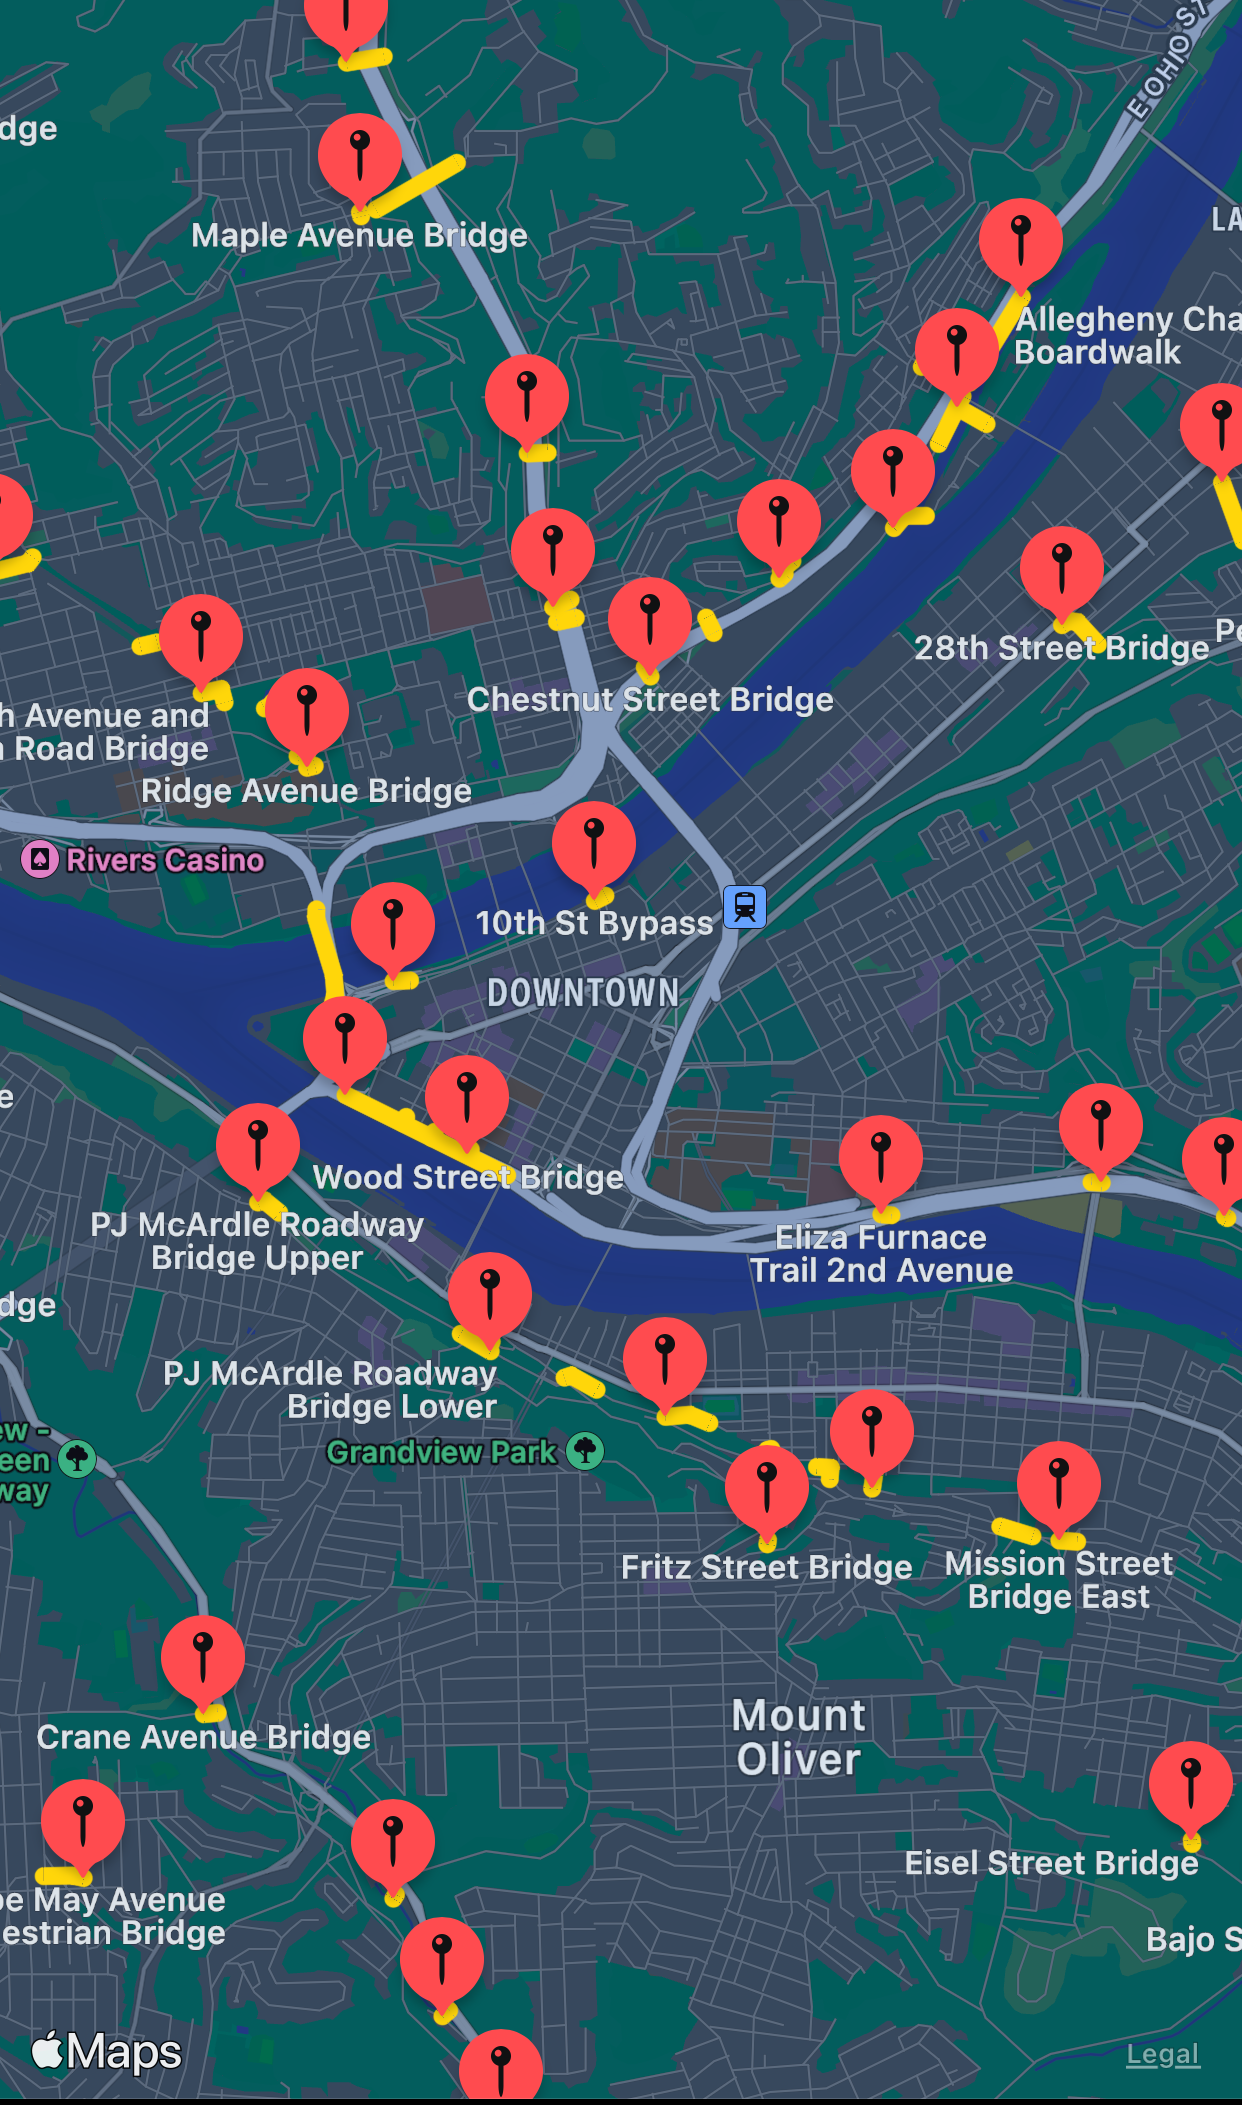 E OHIO ST
dge
LA
Maple Avenue Bridge
Allegheny Cha
Boardwalk
28th Street Bridge
Pe
Chestnut Street Bridge
h Avenue and
n Road Bridge
Ridge Avenue Bridge
Rivers Casino
10th St Bypass
DOWNTOWN
e
Wood Street Bridge
PJ McArdle Roadway
Bridge Upper
Eliza Furnace
Trail 2nd Avenue
dge
PJ McArdle Roadway
Bridge Lower
ew -
een
way
Grandview Park
Fritz Street Bridge
Mission Street
Bridge East
Crane Avenue Bridge
Mount
Oliver
Eisel Street Bridge
pe May Avenue
estrian Bridge
Bajo S
Maps
Legal